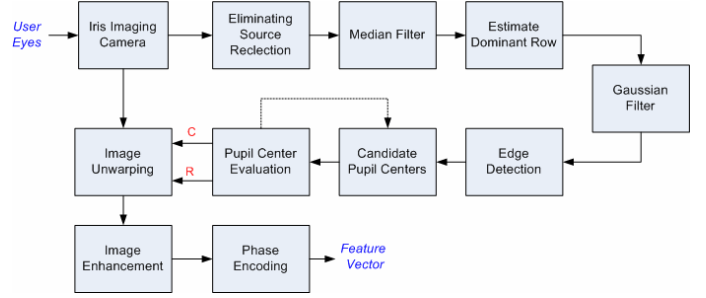 User
Eyes
Iris Imaging
Camera
Eliminating
Source
Reclection
Median Filter
Estimate
Dominant Row
Gaussian
Filter
C
R
Image
Unwarping
Pupil Center
Evaluation
Candidate
Pupil Centers
Edge
Detection
Image
Enhancement
Phase
Encoding
Feature
Vector